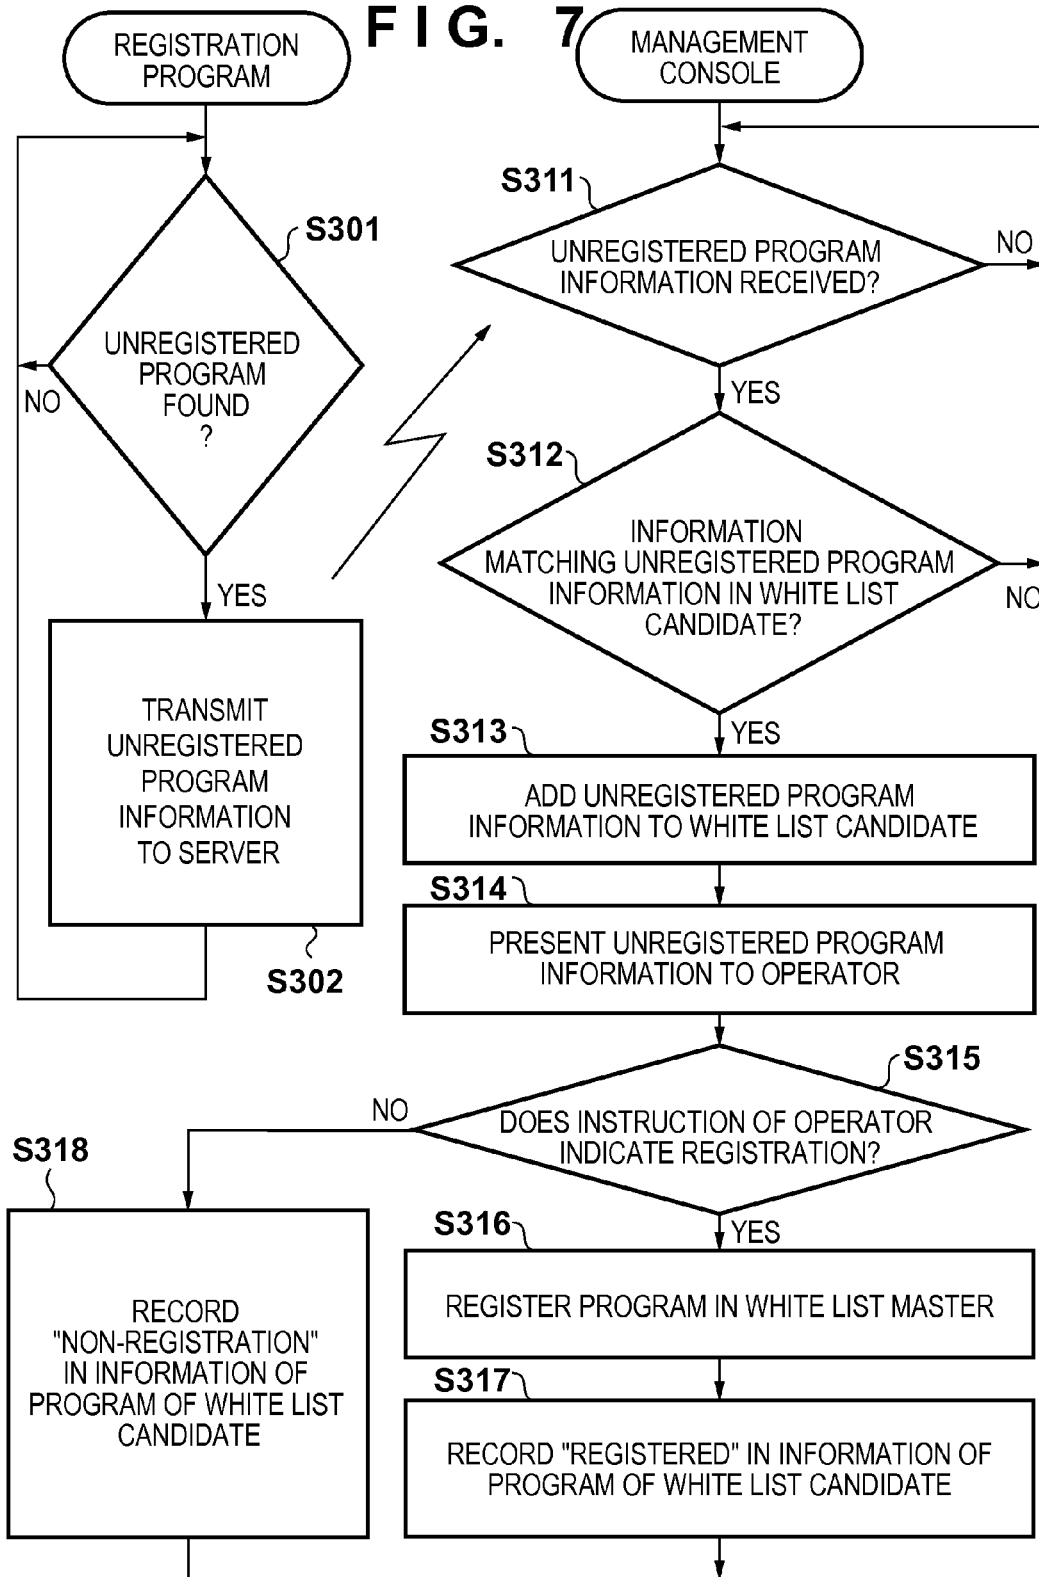 FIG. 7
REGISTRATION
PROGRAM
S301
UNREGISTERED
PROGRAM
FOUND
?
NO
YES
TRANSMIT
UNREGISTERED
PROGRAM
INFORMATION
TO SERVER
S302
MANAGEMENT
CONSOLE
S311
UNREGISTERED PROGRAM
INFORMATION RECEIVED?
NO
YES
S312
INFORMATION
MATCHING UNREGISTERED PROGRAM
INFORMATION IN WHITE LIST
CANDIDATE?
NO
YES
S313
ADD UNREGISTERED PROGRAM
INFORMATION TO WHITE LIST CANDIDATE
S314
PRESENT UNREGISTERED PROGRAM
INFORMATION TO OPERATOR
S315
DOES INSTRUCTION OF OPERATOR
INDICATE REGISTRATION?
NO
YES
S318
RECORD
"NON-REGISTRATION"
IN INFORMATION OF
PROGRAM OF WHITE LIST
CANDIDATE
S316
REGISTER PROGRAM IN WHITE LIST MASTER
S317
RECORD "REGISTERED" IN INFORMATION OF
PROGRAM OF WHITE LIST CANDIDATE